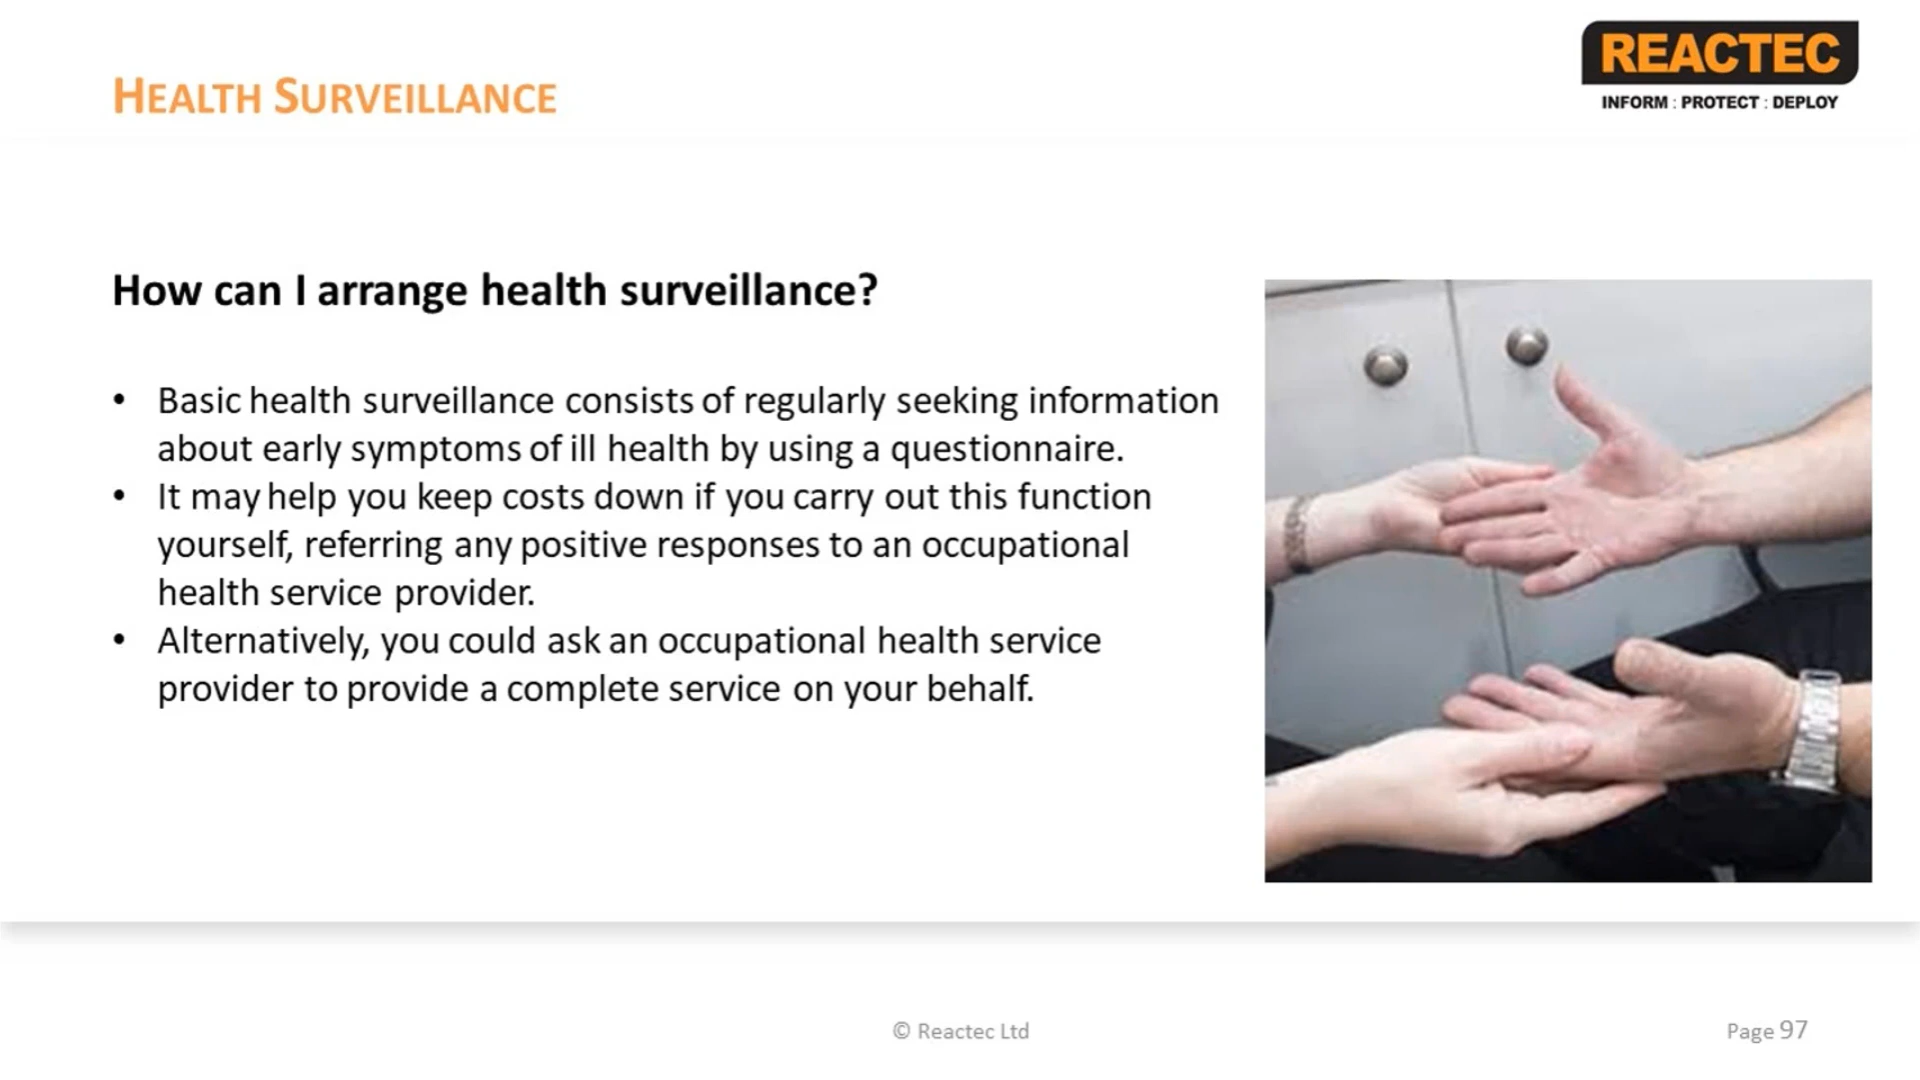 HEALTH SURVEILLANCE
REACTEC
INFORM : PROTECT : DEPLOY
How can I arrange health surveillance?
• Basic health surveillance consists of regularly seeking information
about early symptoms of ill health by using a questionnaire.
• It may help you keep costs down if you carry out this function
yourself, referring any positive responses to an occupational
health service provider.
• Alternatively, you could ask an occupational health service
provider to provide a complete service on your behalf.
© Reactec Ltd
Page 97